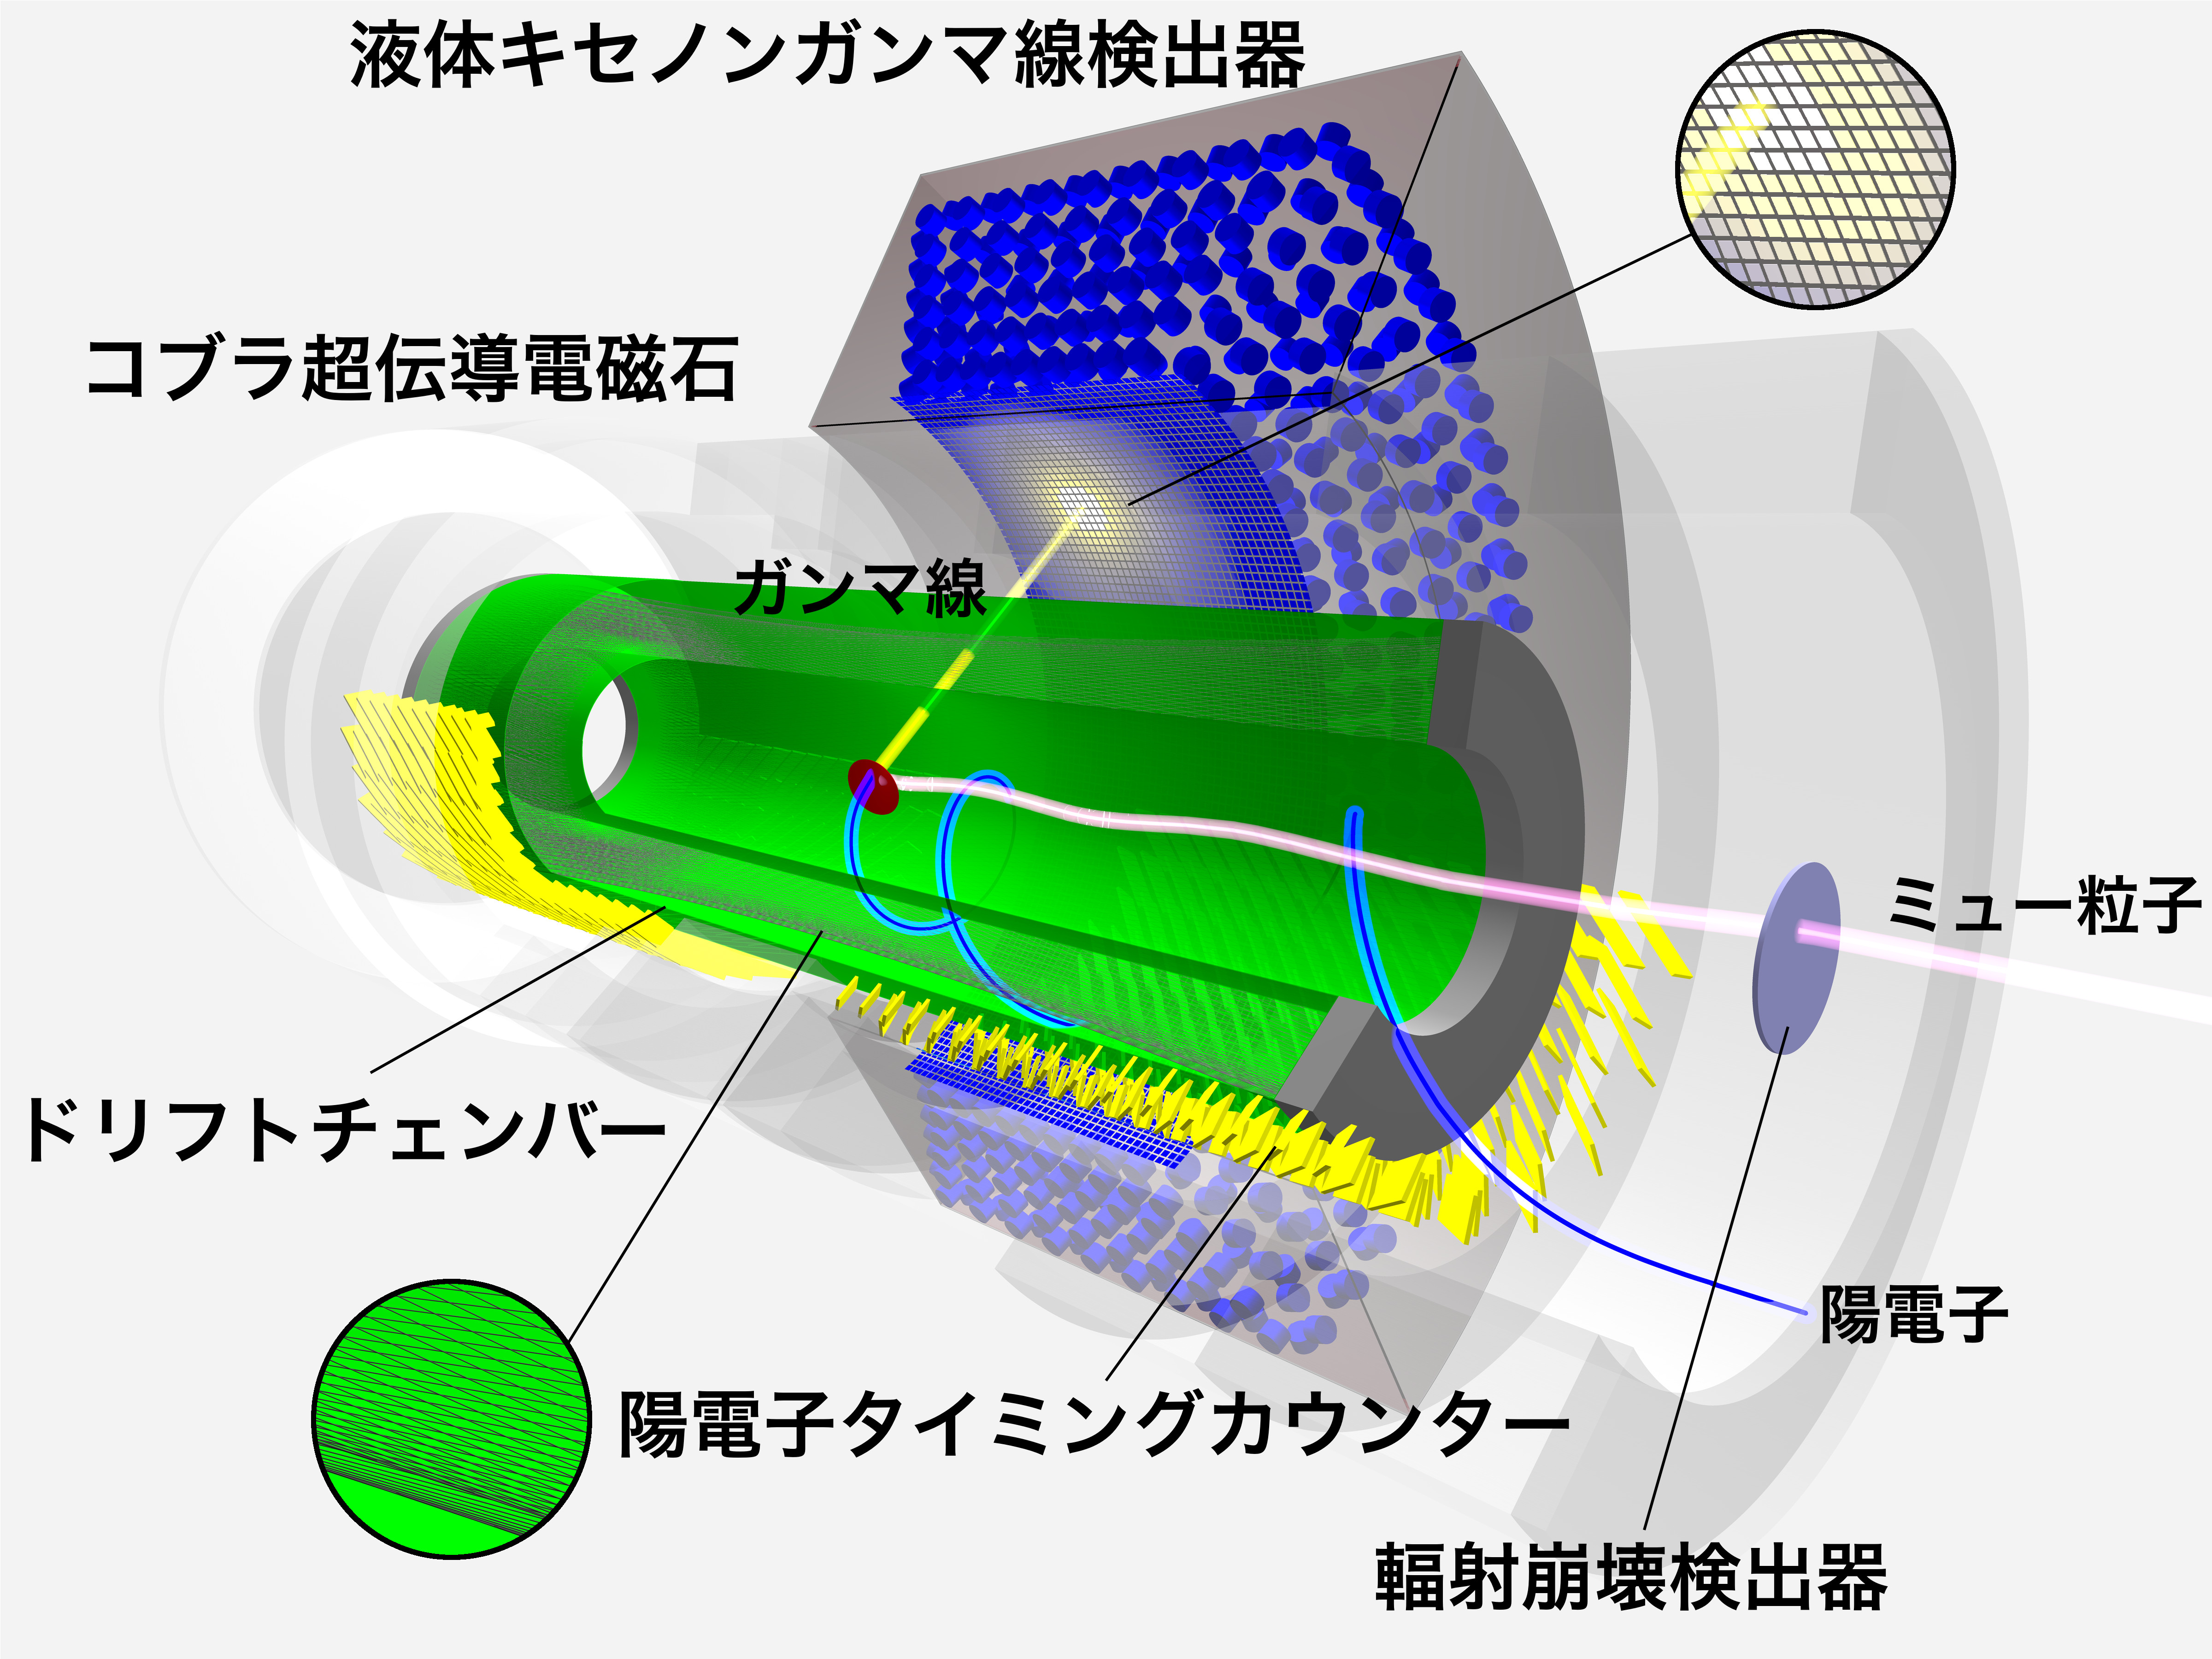 液体キセノンガンマ線検出器
コブラ超伝導電磁石
ガンマ線
ミュー粒子
ドリフトチェンバー
陽電子
陽電子タイミングカウンター
輻射崩壊検出器